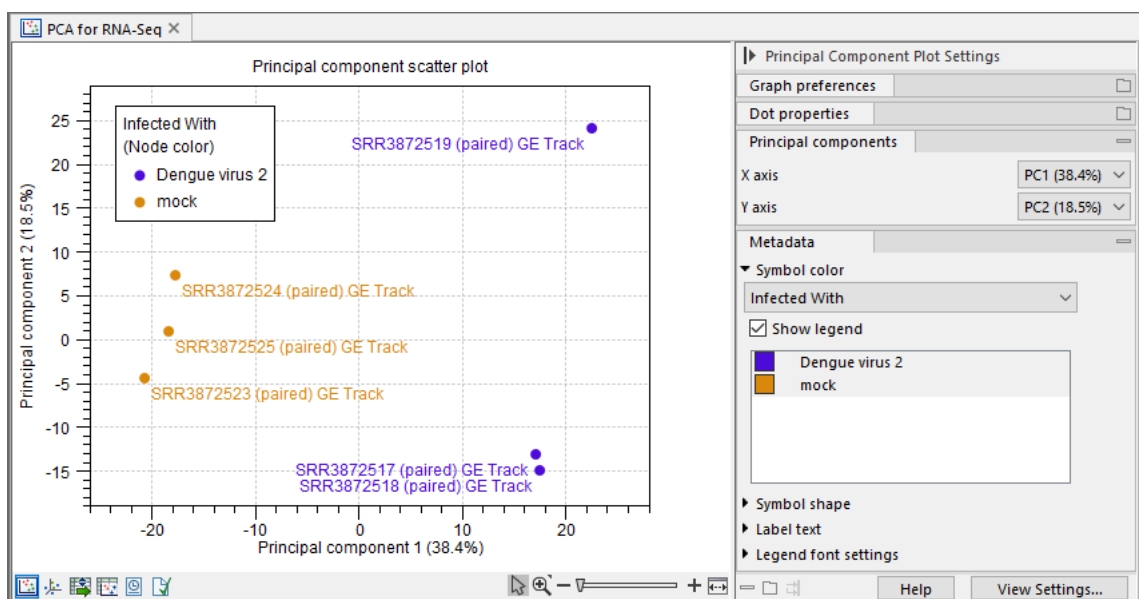 PCA for RNA-Seq
Principal component scatter plot
Infected With
(Node color)
Dengue virus 2
mock
Principal component 2 (18.5%)
25
20
15
10
5
0
-5
-10
-15
SRR3872519 (paired) GE Track
SRR3872524 (paired) GE Track
SRR3872525 (paired) GE Track
SRR3872523 (paired) GE Track
SRR3872517 (paired) GE Track
SRR3872518 (paired) GE Track
-20 -10 0 10 20
Principal component 1 (38.4%)
Principal Component Plot Settings
Graph preferences
Dot properties
Principal components
X axis PC1 (38.4%)
Y axis PC2 (18.5%)
Metadata
Symbol color
Infected With
Show legend
Dengue virus 2
mock
Symbol shape
Label text
Legend font settings
Help View Settings...